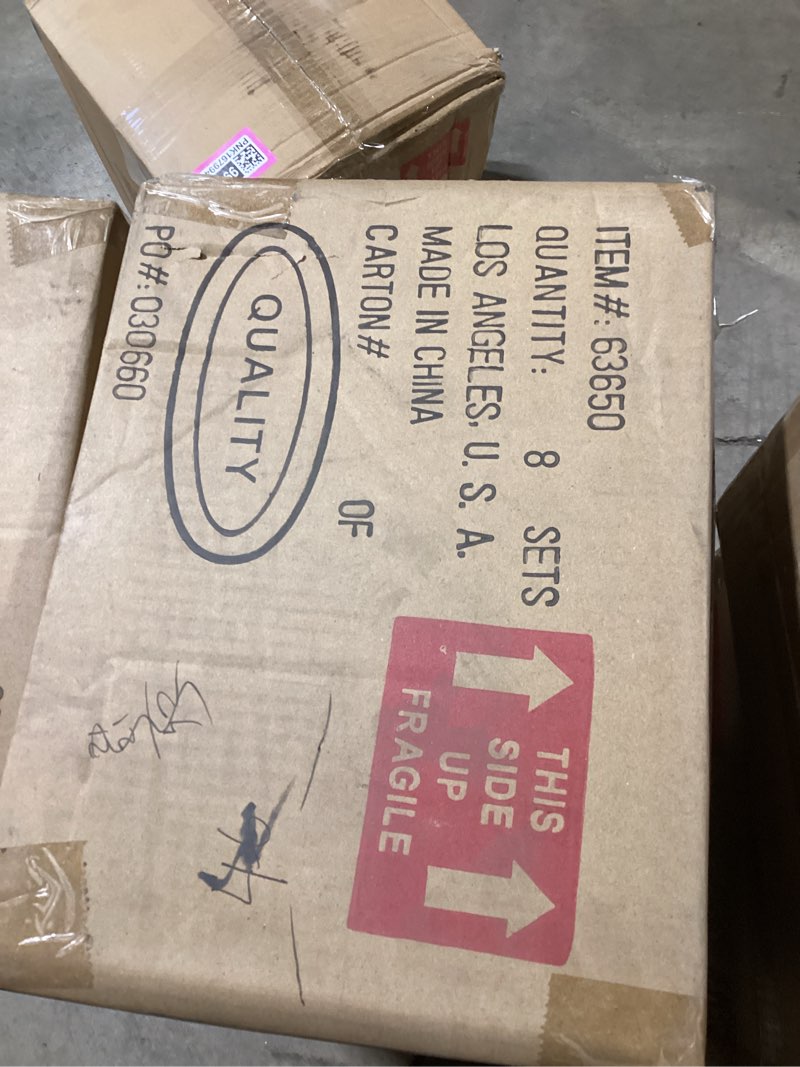 ITEM#: 63650
QUANTITY: 8 SETS
LOS ANGELES, U. S. A.
MADE IN CHINA
CARTON# OF
QUALITY
PO#: 030660
THIS
SIDE
UP
FRAGILE